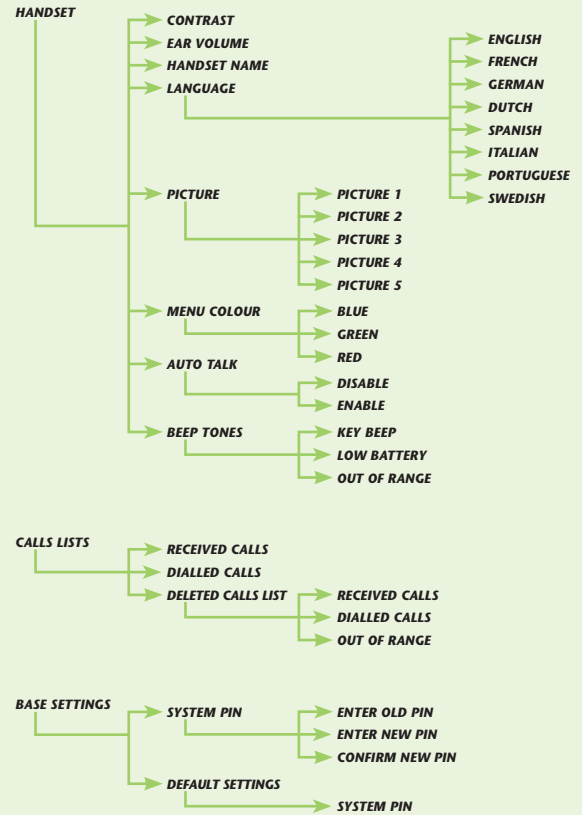 HANDSET
CONTRAST
EAR VOLUME
HANDSET NAME
LANGUAGE
ENGLISH
FRENCH
GERMAN
DUTCH
SPANISH
ITALIAN
PORTUGUESE
SWEDISH
PICTURE
PICTURE 1
PICTURE 2
PICTURE 3
PICTURE 4
PICTURE 5
MENU COLOUR
BLUE
GREEN
RED
AUTO TALK
DISABLE
ENABLE
BEEP TONES
KEY BEEP
LOW BATTERY
OUT OF RANGE
CALLS LISTS
RECEIVED CALLS
DIALLED CALLS
DELETED CALLS LIST
RECEIVED CALLS
DIALLED CALLS
OUT OF RANGE
BASE SETTINGS
SYSTEM PIN
ENTER OLD PIN
ENTER NEW PIN
CONFIRM NEW PIN
DEFAULT SETTINGS
SYSTEM PIN